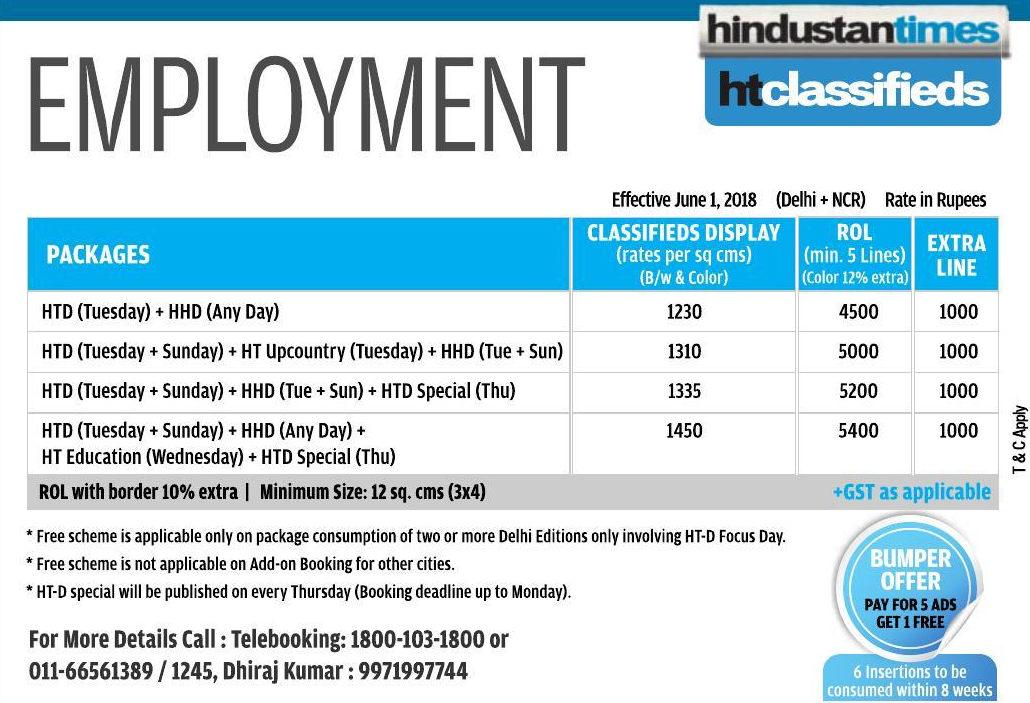 hindustantimes
htclassifieds
EMPLOYMENT
Effective June 1, 2018 (Delhi + NCR) Rate in Rupees
PACKAGES
CLASSIFIEDS DISPLAY
(rates per sq cms)
(B/w & Color)
ROL
(min. 5 Lines)
(Color 12% extra)
EXTRA
LINE
HTD (Tuesday) + HHD (Any Day) 1230 4500 1000
HTD (Tuesday + Sunday) + HT Upcountry (Tuesday) + HHD (Tue + Sun) 1310 5000 1000
HTD (Tuesday + Sunday) + HHD (Tue + Sun) + HTD Special (Thu) 1335 5200 1000
HTD (Tuesday + Sunday) + HHD (Any Day) + 1450 5400 1000
HT Education (Wednesday) + HTD Special (Thu)
ROL with border 10% extra | Minimum Size: 12 sq. cms (3x4) +GST as applicable
T & C Apply
* Free scheme is applicable only on package consumption of two or more Delhi Editions only involving HT-D Focus Day.
* Free scheme is not applicable on Add-on Booking for other cities.
* HT-D special will be published on every Thursday (Booking deadline up to Monday).
For More Details Call : Telebooking: 1800-103-1800 or
011-66561389 / 1245, Dhiraj Kumar : 9971997744
BUMPER
OFFER
PAY FOR 5 ADS
GET 1 FREE
6 Insertions to be
consumed within 8 weeks